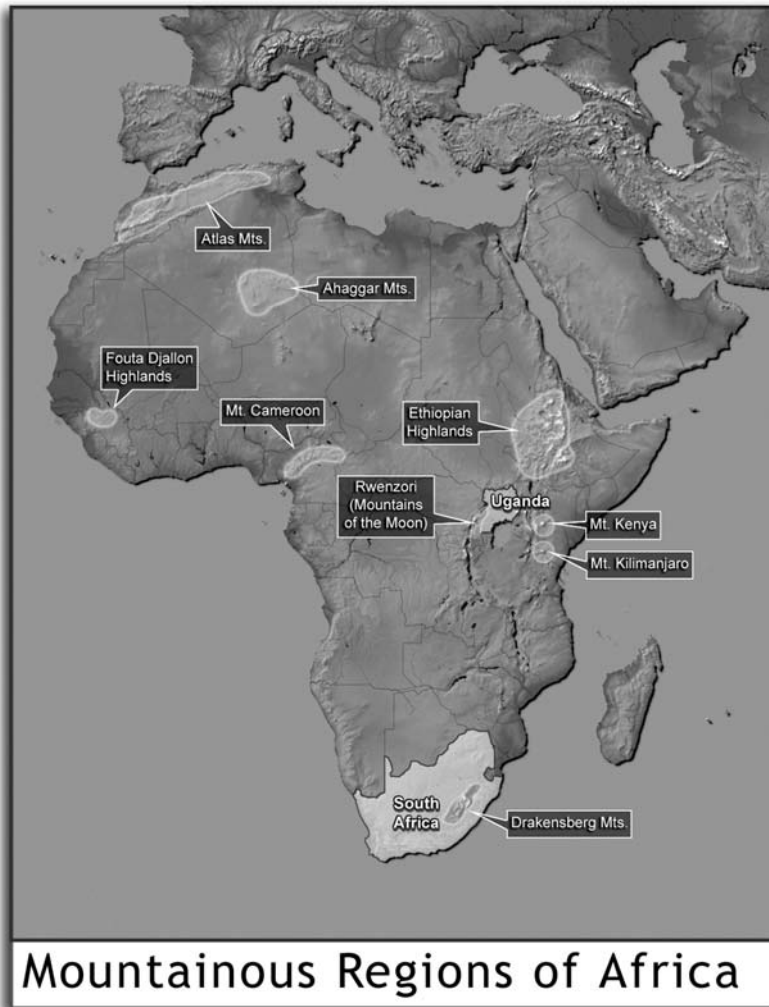 Atlas Mts.
Ahaggar Mts.
Fouta Djallon
Highlands
Mt. Cameroon
Ethiopian
Highlands
Rwenzori
(Mountains
of the Moon)
Uganda
Mt. Kenya
Mt. Kilimanjaro
South
Africa
Drakensberg Mts.
Mountainous Regions of Africa